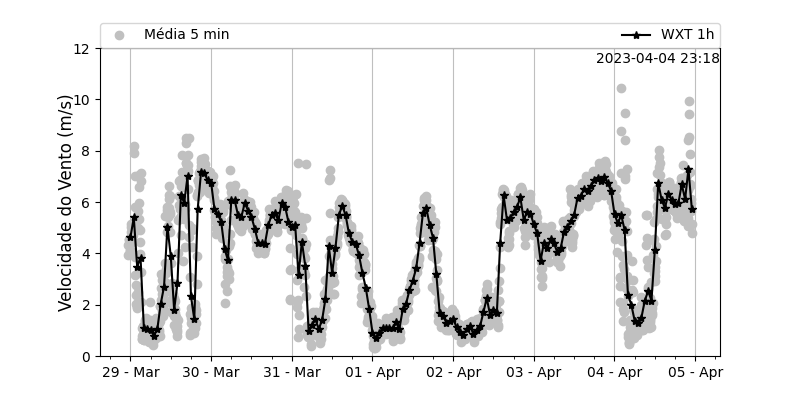 Média 5 min
WXT 1h
2023-04-04 23:18
Velocidade do Vento (m/s)
12
10
8
6
4
2
0
29 - Mar 30 - Mar 31 - Mar 01 - Apr 02 - Apr 03 - Apr 04 - Apr 05 - Apr